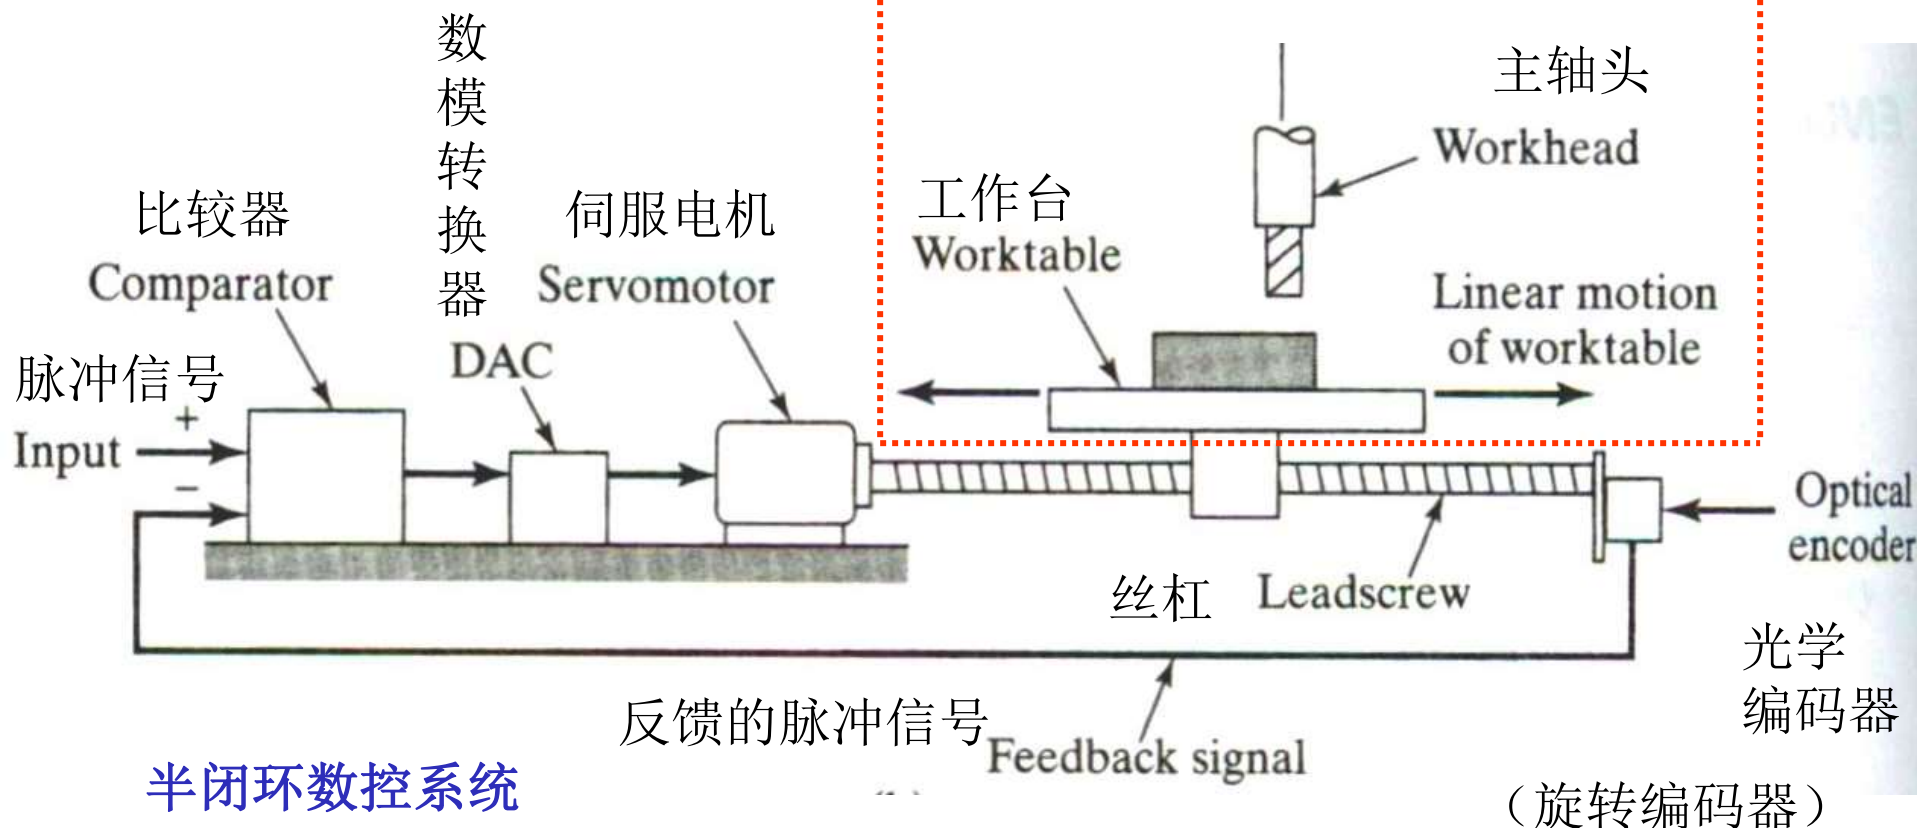 数模转换器
主轴头
Workhead
工作台
Worktable
比较器
Comparator
伺服电机
Servomotor
Linear motion
of worktable
DAC
脉冲信号
+
Input
−
Optical
encoder
丝杠 Leadscrew
光学
编码器
反馈的脉冲信号
Feedback signal
半闭环数控系统
（旋转编码器）